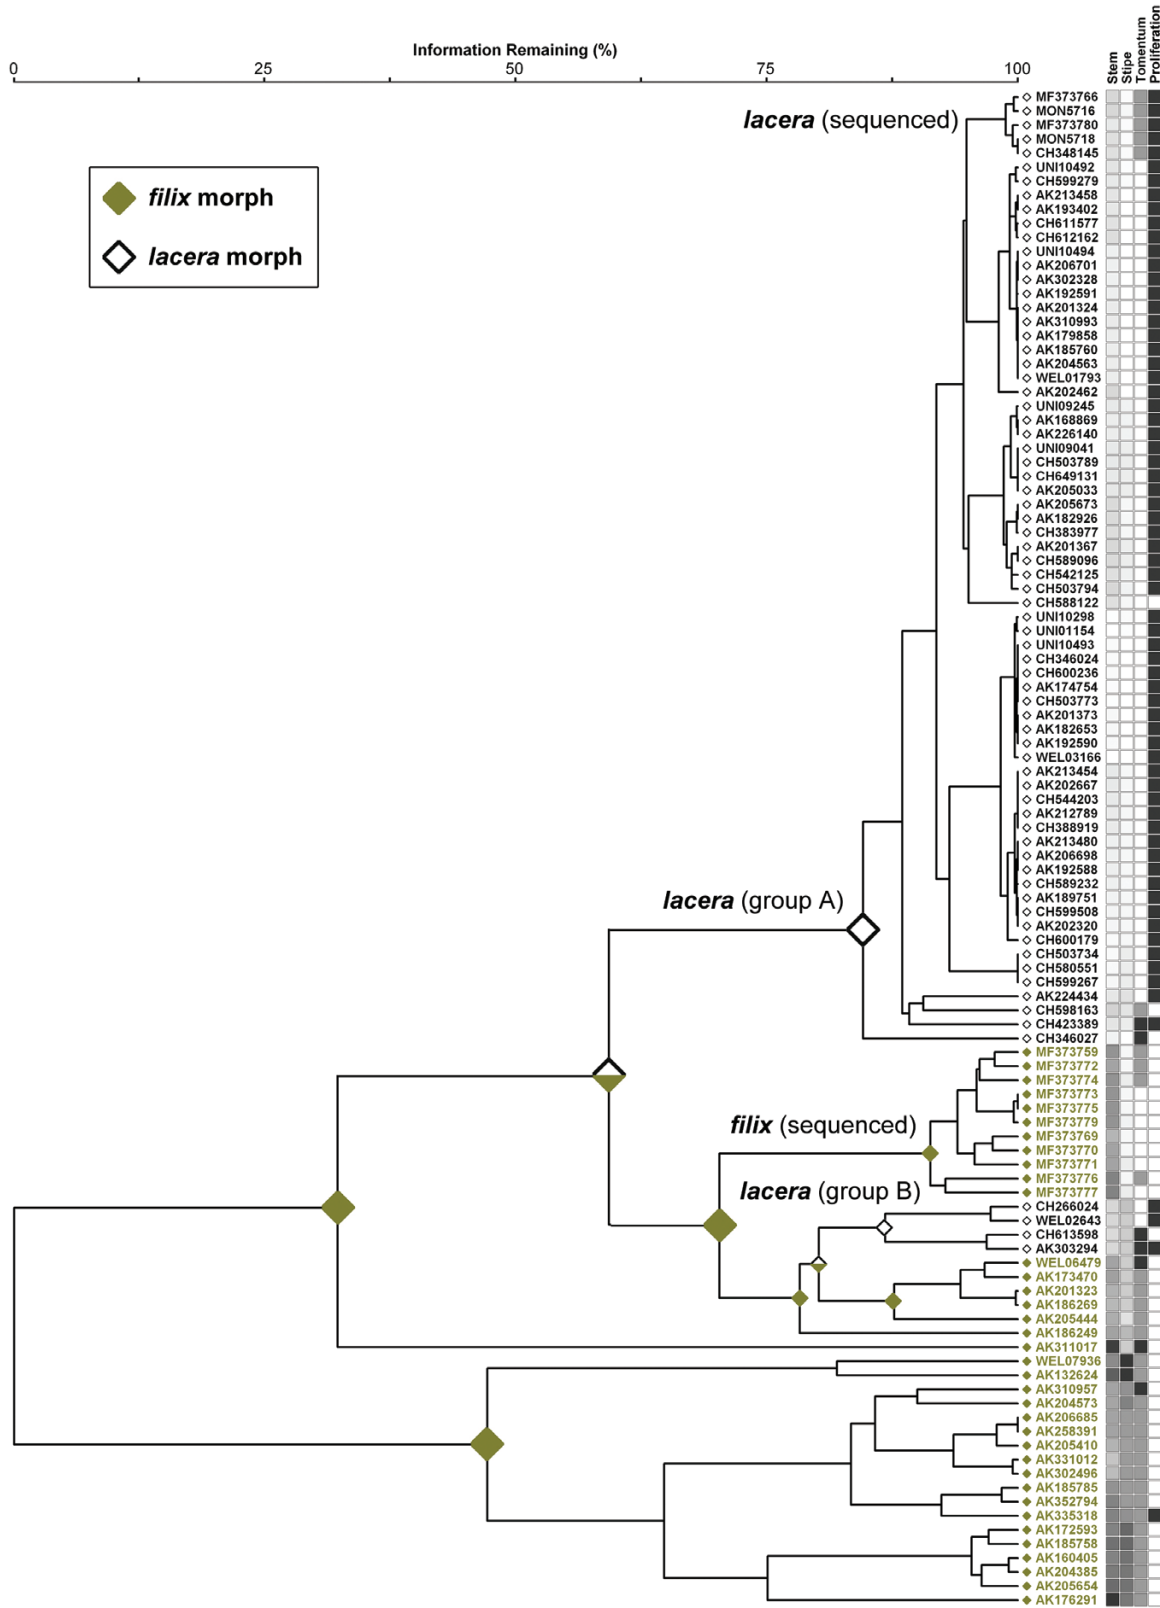 Information Remaining (%)
0 25 50 75 100
Stem
Stipe
Tomentum
Proliferation
filix morph
lacera morph
lacera (sequenced)
MF373766
MON5716
MF373780
MON5718
CH348145
UNI10492
CH599279
AK213458
AK193402
CH611577
CH612162
UNI10494
AK206701
AK302328
AK192591
AK201324
AK310993
AK179858
AK185760
AK204563
WEL01793
AK202462
UNI09245
AK168869
AK226140
UNI09041
CH503789
CH649131
AK205033
AK205673
AK182926
CH383977
AK201367
CH589096
CH542125
CH503794
CH588122
UNI10298
UNI01154
UNI10493
CH346024
CH600236
AK174754
CH503773
AK201373
AK182653
AK192590
WEL03166
AK213454
AK202667
CH544203
AK212789
CH388919
AK213480
AK206698
AK192588
CH589232
AK189751
lacera (group A)
CH599508
AK202320
CH600179
CH503734
CH580551
CH599267
AK224434
CH598163
CH423389
CH346027
MF373759
MF373772
MF373774
MF373773
MF373775
filix (sequenced)
MF373779
MF373769
MF373770
MF373771
MF373776
lacera (group B)
MF373777
CH266024
WEL02643
CH613598
AK303294
WEL06479
AK173470
AK201323
AK186269
AK205444
AK186249
AK311017
WEL07936
AK132624
AK310957
AK204573
AK206685
AK258391
AK205410
AK331012
AK302496
AK185785
AK352794
AK335318
AK172593
AK185758
AK160405
AK204385
AK205654
AK176291